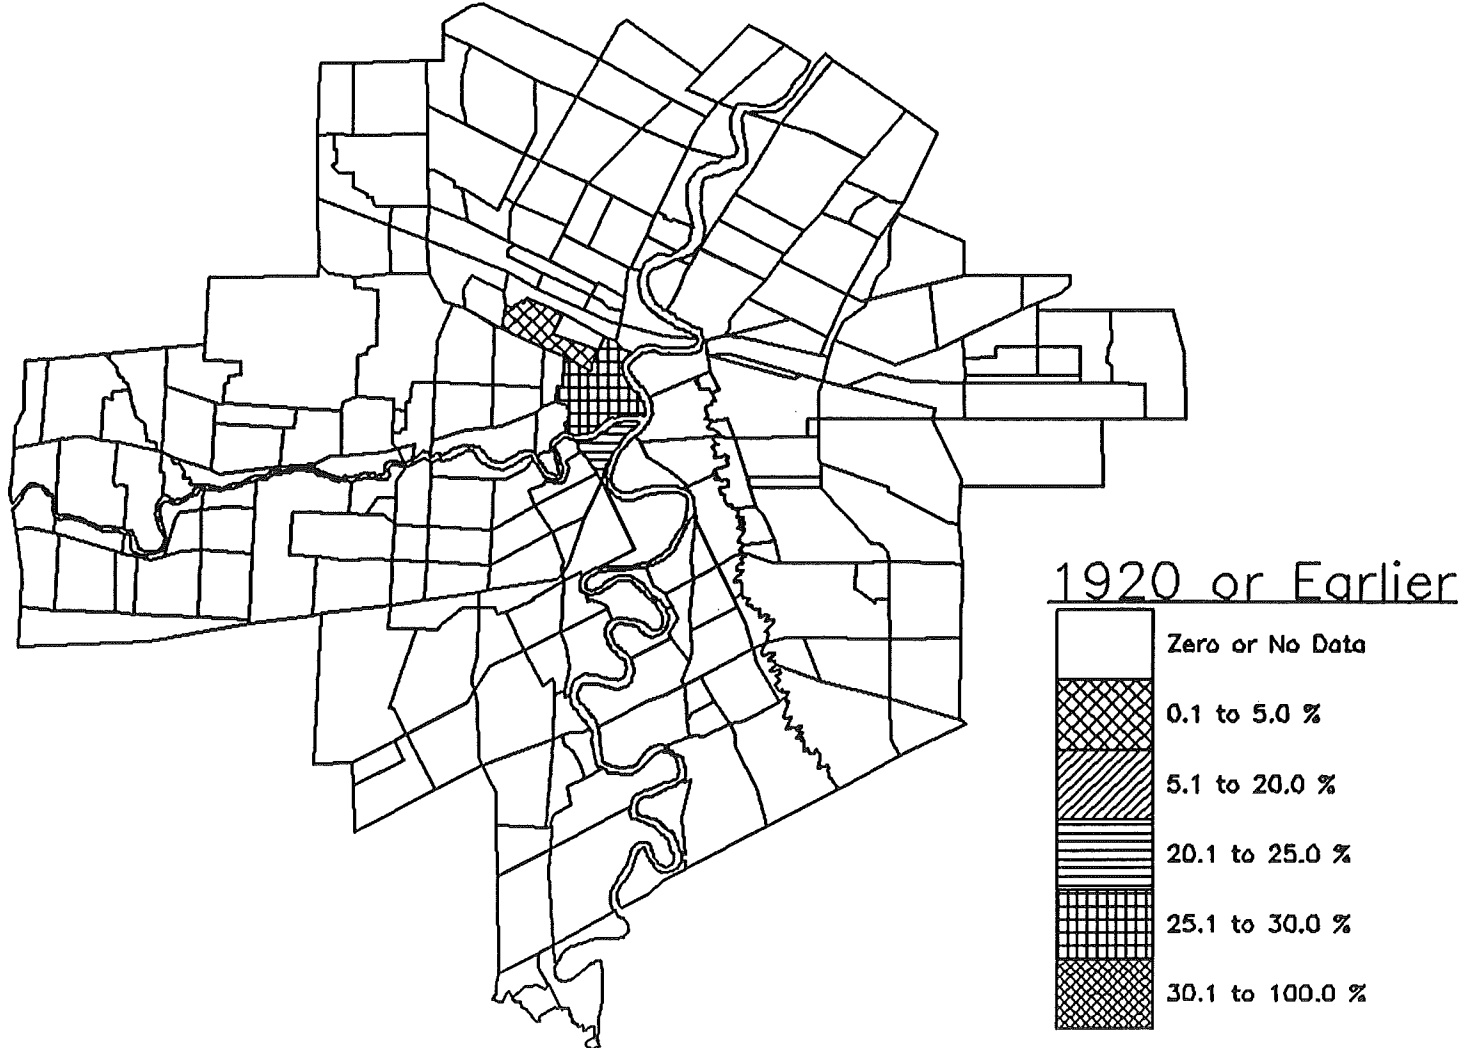 1920 or Earlier
Zero or No Data
0.1 to 5.0 %
5.1 to 20.0 %
20.1 to 25.0 %
25.1 to 30.0 %
30.1 to 100.0 %